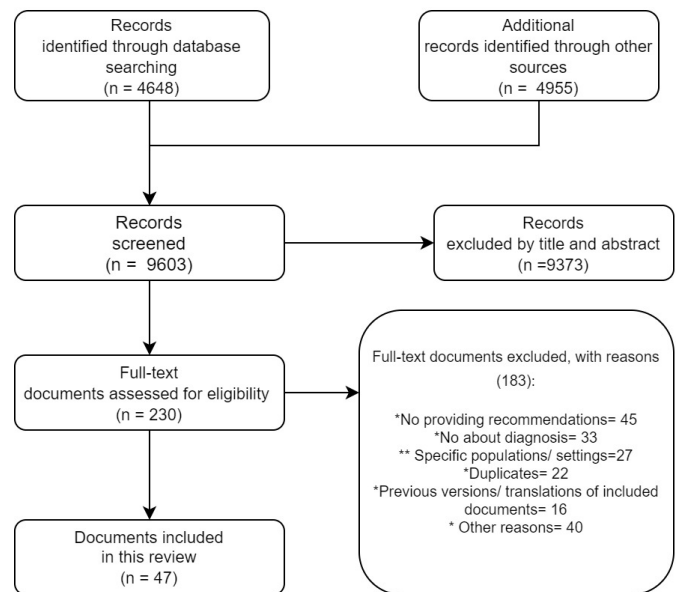 Records
identified through database
searching
(n = 4648)
Additional
records identified through other
sources
(n =  4955)
Records
screened
(n =  9603)
Records
excluded by title and abstract
(n =9373)
Full-text
documents assessed for eligibility
(n = 230)
Full-text documents excluded, with reasons
(183):
*No providing recommendations= 45
*No about diagnosis= 33
** Specific populations/ settings=27
*Duplicates= 22
*Previous versions/ translations of included
documents= 16
* Other reasons= 40
Documents included
in this review
(n = 47)